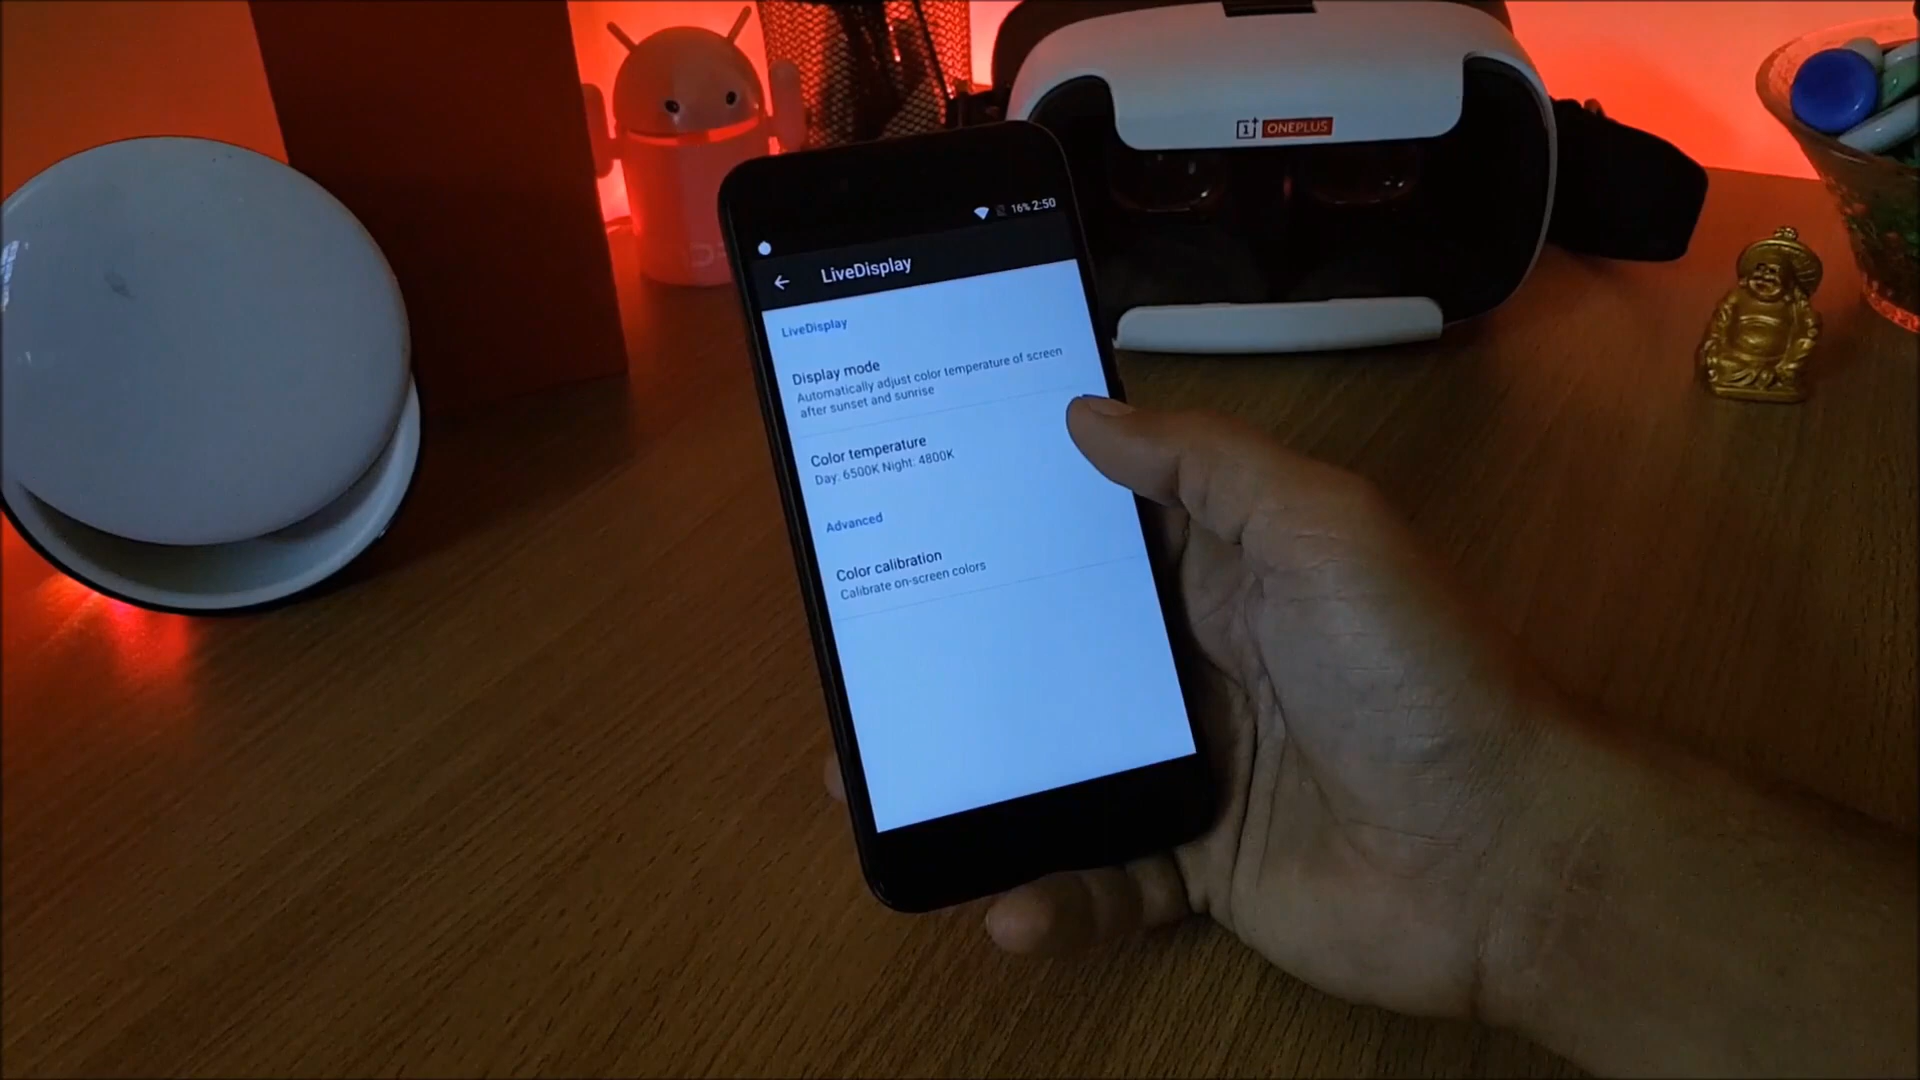 ONEPLUS
16% 2:50
LiveDisplay
LiveDisplay
Display mode
Automatically adjust color temperature of screen
after sunset and sunrise
Color temperature
Day: 6500K Night: 4800K
Advanced
Color calibration
Calibrate on-screen colors